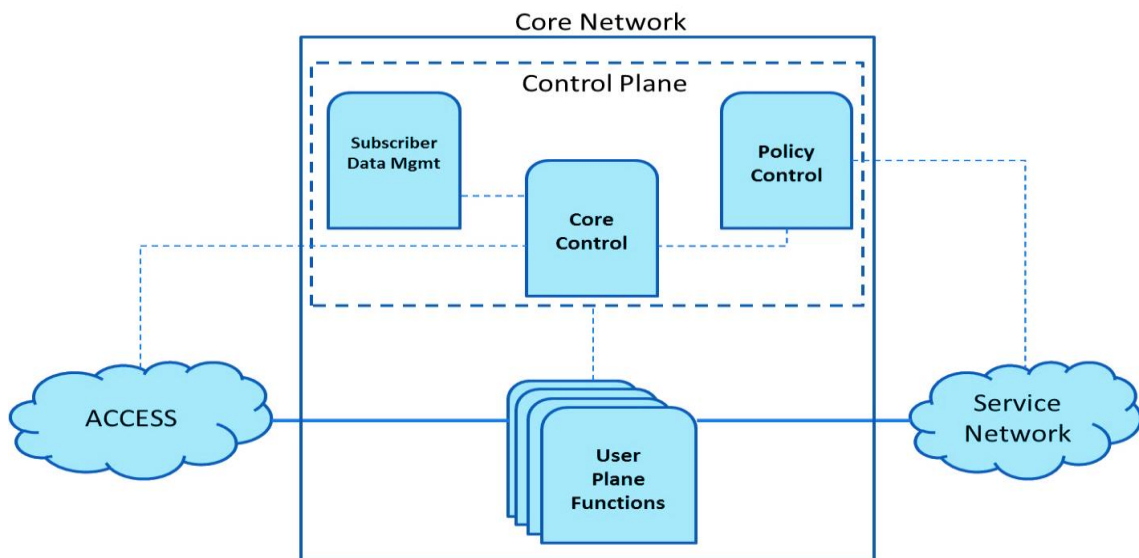 Core Network
Control Plane
Subscriber
Data Mgmt
Policy
Control
Core
Control
ACCESS
Service
Network
User
Plane
Functions